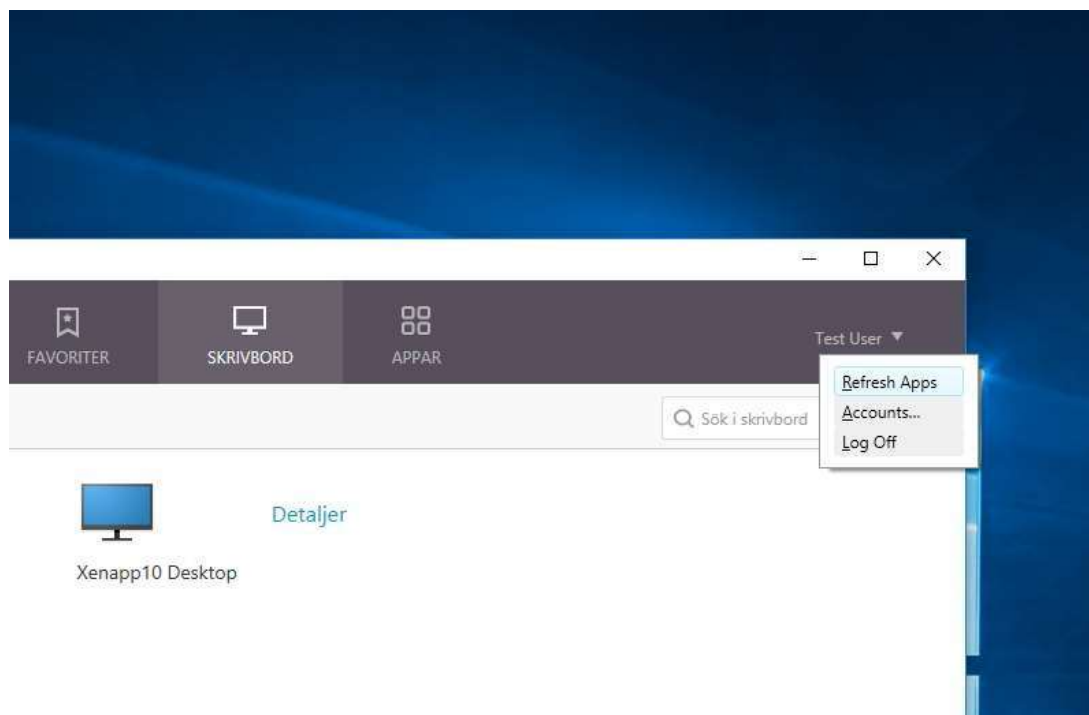 FAVORITER
SKRIVBORD
APPAR
Test User
Refresh Apps
Accounts...
Log Off
Sök i skrivbord
Detaljer
Xenapp10 Desktop